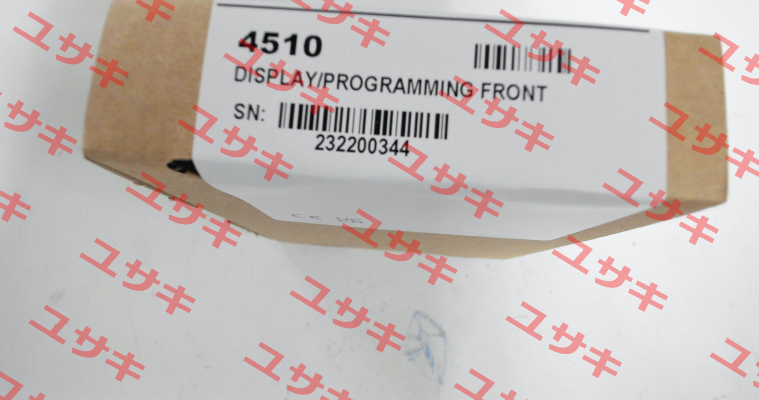 4510
DISPLAY/PROGRAMMING FRONT
SN:
232200344
ユサキ